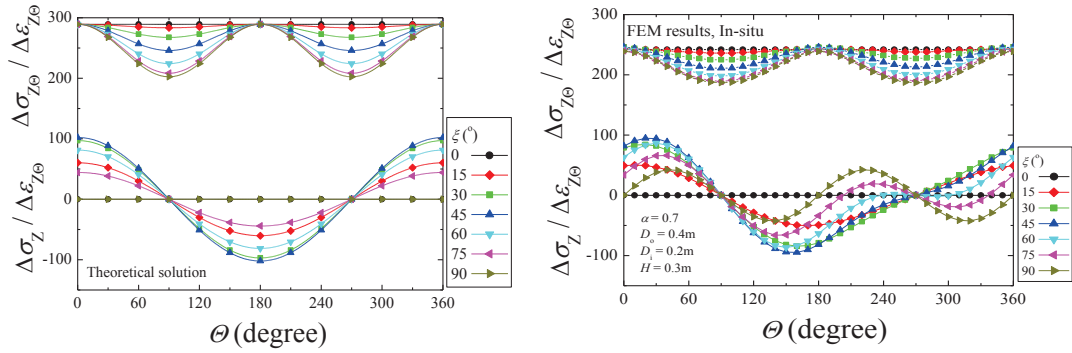 300
200
100
0
-100
Δσ_Z / Δε_ZΘ Δσ_ZΘ / Δε_ZΘ
Theoretical solution
0 60 120 180 240 300 360
Θ (degree)
ξ (°)
0
15
30
45
60
75
90
300
200
100
0
-100
Δσ_Z / Δε_ZΘ Δσ_ZΘ / Δε_ZΘ
FEM results, In-situ
α = 0.7
D_o = 0.4m
D_i = 0.2m
H = 0.3m
0 60 120 180 240 300 360
Θ (degree)
ξ (°)
0
15
30
45
60
75
90